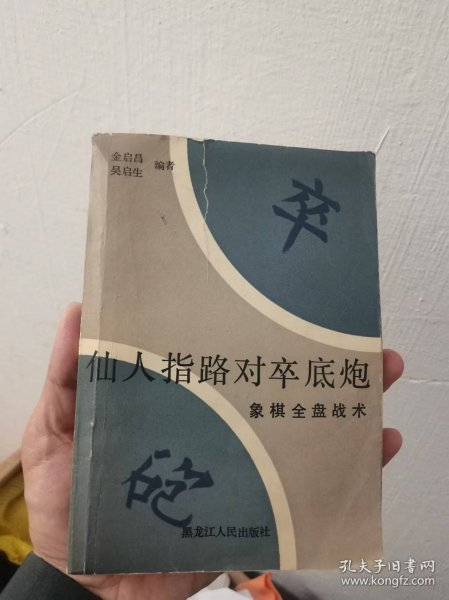 金启昌
吴启生
编者
卒
仙人指路对卒底炮
象棋全盘战术
砲
黑龙江人民出版社
孔夫子旧书网
www.kongfz.com